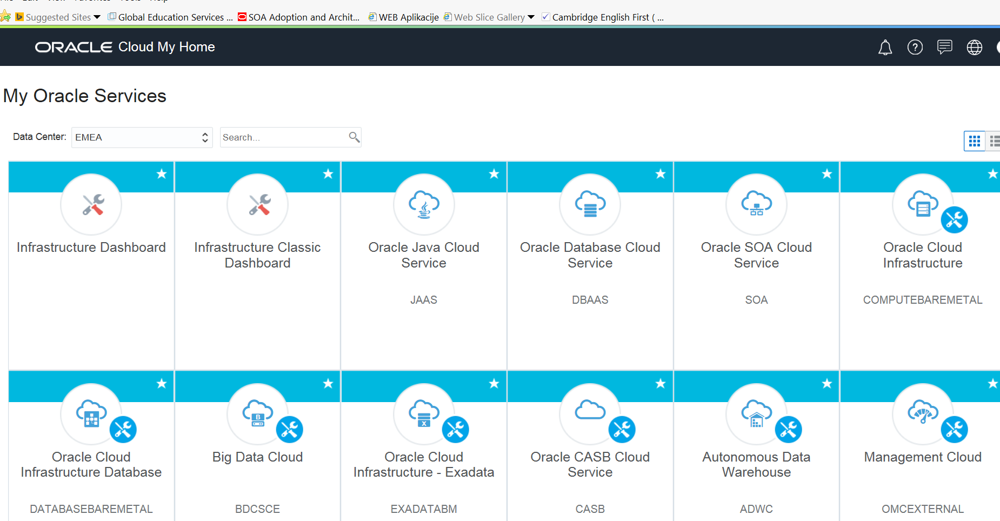 Suggested Sites
Global Education Services ...
SOA Adoption and Archit...
WEB Aplikacije
Web Slice Gallery
Cambridge English First ( ...
ORACLE Cloud My Home
My Oracle Services
Data Center: EMEA
Search...
Infrastructure Dashboard
Infrastructure Classic
Dashboard
Oracle Java Cloud
Service
JAAS
Oracle Database Cloud
Service
DBAAS
Oracle SOA Cloud
Service
SOA
Oracle Cloud
Infrastructure
COMPUTEBAREMETAL
Oracle Cloud
Infrastructure Database
DATABASEBAREMETAL
Big Data Cloud
BDCSCE
Oracle Cloud
Infrastructure - Exadata
EXADATABM
Oracle CASB Cloud
Service
CASB
Autonomous Data
Warehouse
ADWC
Management Cloud
OMCEXTERNAL